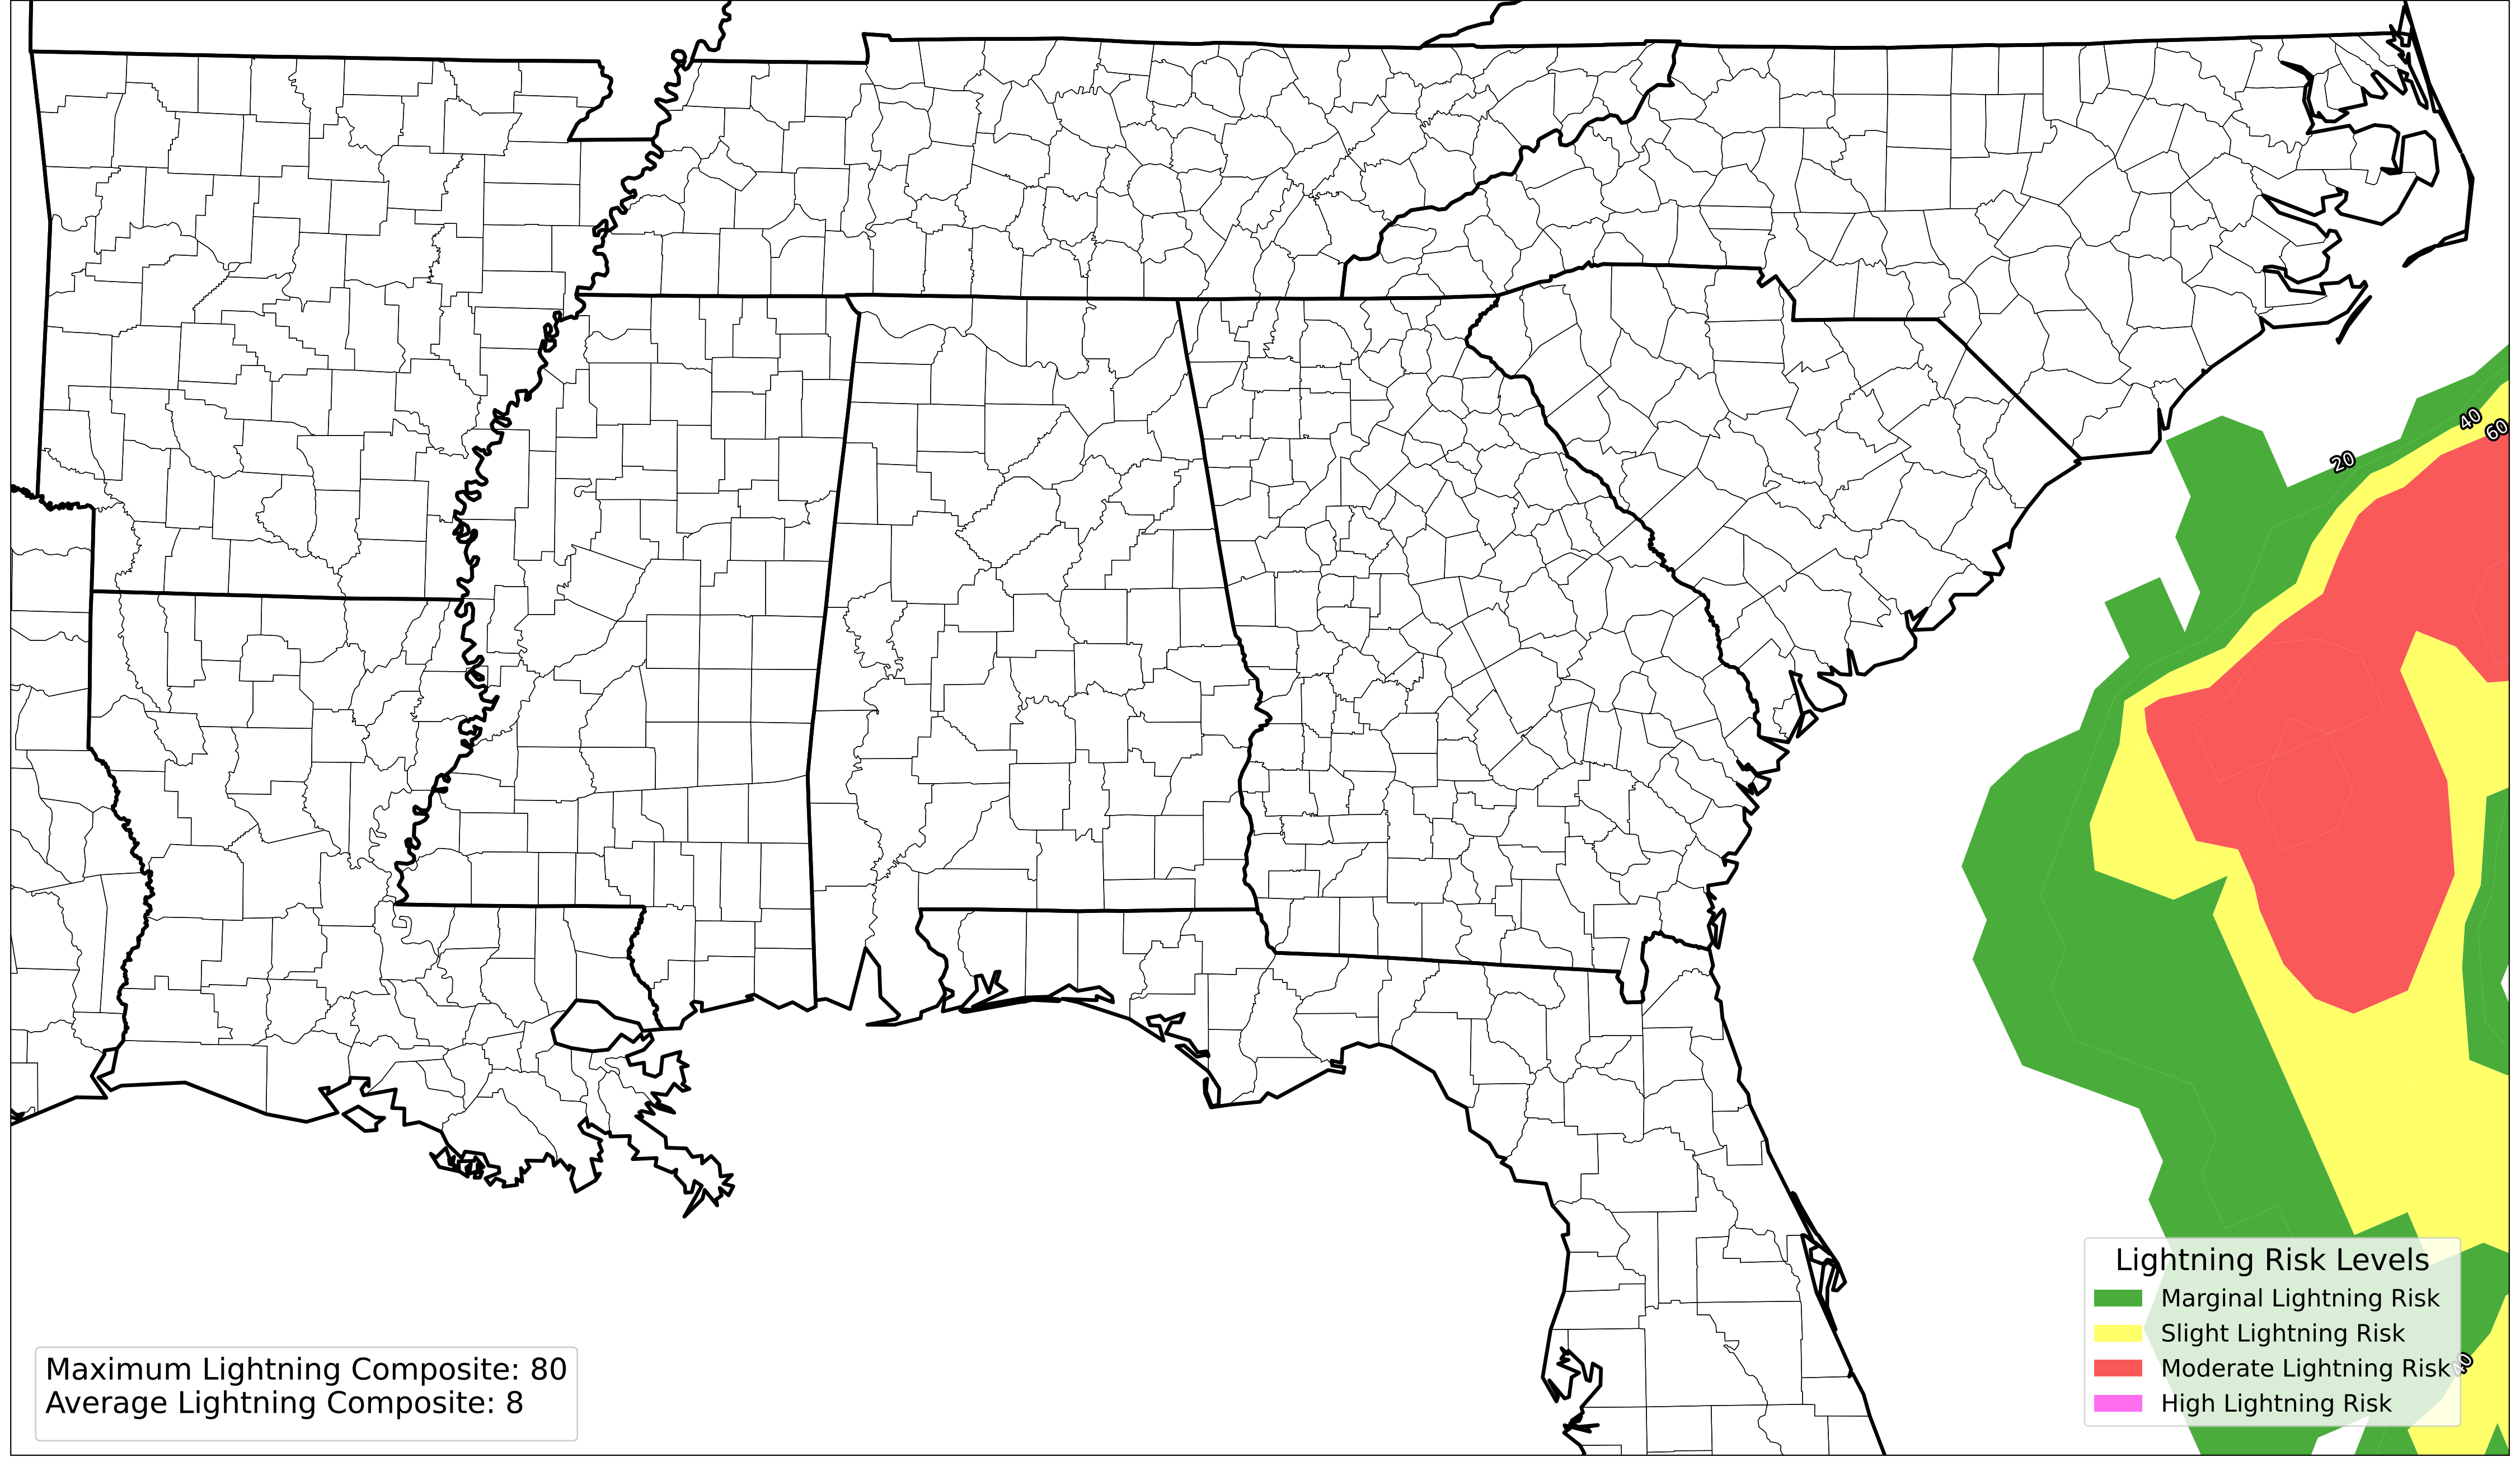 40
60
20
Lightning Risk Levels
Marginal Lightning Risk
Slight Lightning Risk
Moderate Lightning Risk
40
High Lightning Risk
Maximum Lightning Composite: 80
Average Lightning Composite: 8